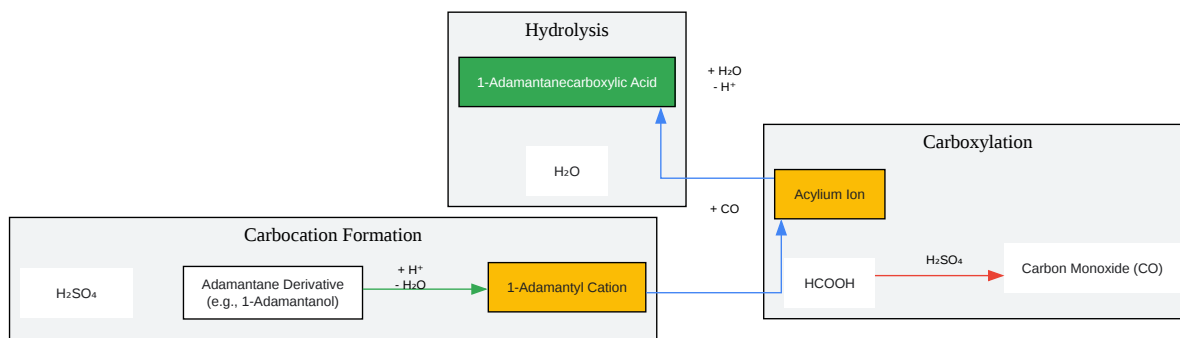 Hydrolysis
1-Adamantanecarboxylic Acid
+ H₂O
- H⁺
H₂O
Carboxylation
Acylium Ion
+ CO
HCOOH
H₂SO₄
Carbon Monoxide (CO)
Carbocation Formation
H₂SO₄
Adamantane Derivative
(e.g., 1-Adamantanol)
+ H⁺
- H₂O
1-Adamantyl Cation